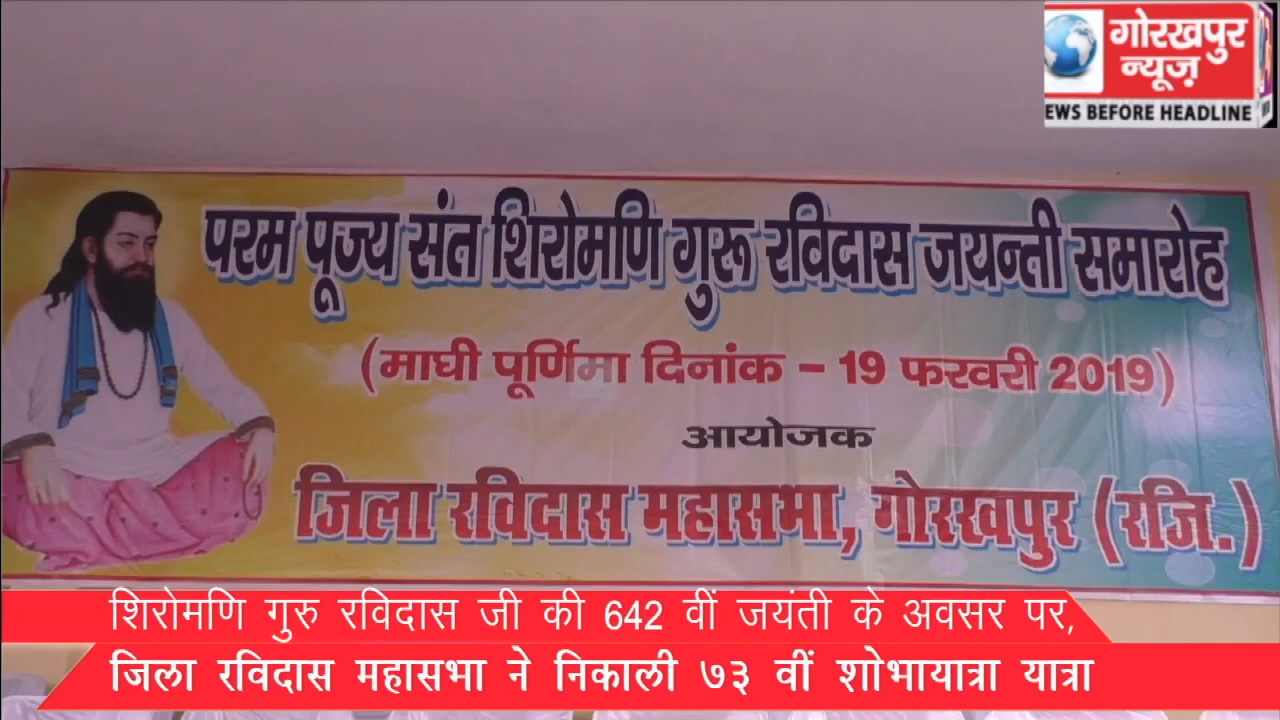 गोरखपुर
न्यूज़
EWS BEFORE HEADLINE
परम पूज्य संत शिरोमणि गुरू रविदास जयन्ती समारोह
(माघी पूर्णिमा दिनांक – 19 फरवरी 2019)
आयोजक
जिला रविदास महासभा, गोरखपुर (रजि.)
शिरोमणि गुरु रविदास जी की 642 वीं जयंती के अवसर पर,
जिला रविदास महासभा ने निकाली ७३ वीं शोभायात्रा यात्रा